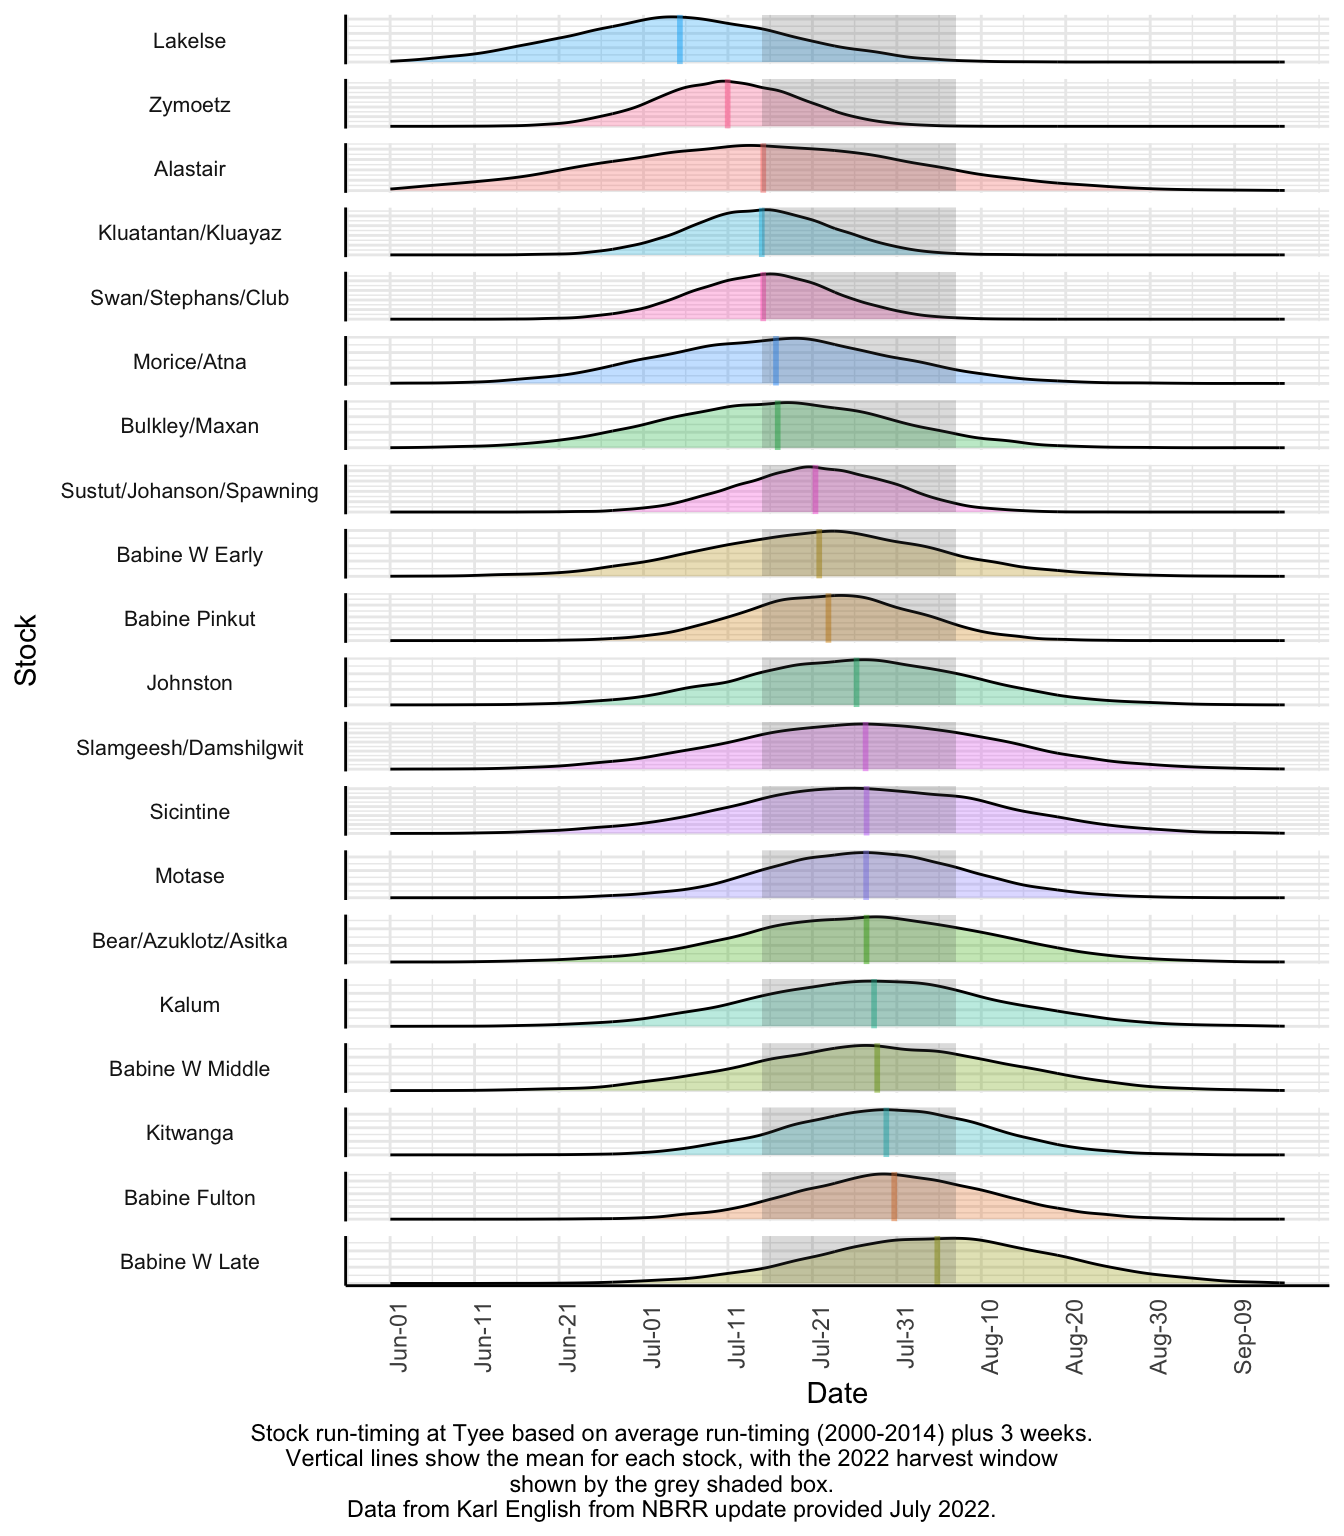 Lakelse
Zymoetz
Alastair
Kluatantan/Kluayaz
Swan/Stephans/Club
Morice/Atna
Bulkley/Maxan
Sustut/Johanson/Spawning
Babine W Early
Babine Pinkut
Johnston
Slamgeesh/Damshilgwit
Sicintine
Motase
Bear/Azuklotz/Asitka
Kalum
Babine W Middle
Kitwanga
Babine Fulton
Babine W Late
Stock
Jun-01
Jun-11
Jun-21
Jul-01
Jul-11
Jul-21
Jul-31
Aug-10
Aug-20
Aug-30
Sep-09
Date
Stock run-timing at Tyee based on average run-timing (2000-2014) plus 3 weeks.
Vertical lines show the mean for each stock, with the 2022 harvest window
shown by the grey shaded box.
Data from Karl English from NBRR update provided July 2022.